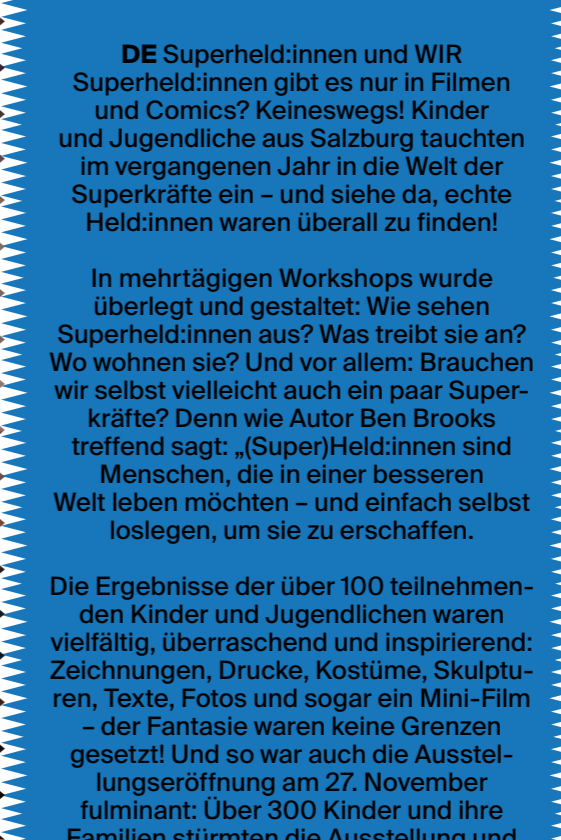 DE Superheld:innen und WIR
Superheld:innen gibt es nur in Filmen
und Comics? Keineswegs! Kinder
und Jugendliche aus Salzburg tauchten
im vergangenen Jahr in die Welt der
Superkräfte ein – und siehe da, echte
Held:innen waren überall zu finden!
In mehrtägigen Workshops wurde
überlegt und gestaltet: Wie sehen
Superheld:innen aus? Was treibt sie an?
Wo wohnen sie? Und vor allem: Brauchen
wir selbst vielleicht auch ein paar Super-
kräfte? Denn wie Autor Ben Brooks
treffend sagt: „(Super)Held:innen sind
Menschen, die in einer besseren
Welt leben möchten – und einfach selbst
loslegen, um sie zu erschaffen.
Die Ergebnisse der über 100 teilnehmen-
den Kinder und Jugendlichen waren
vielfältig, überraschend und inspirierend:
Zeichnungen, Drucke, Kostüme, Skulptu-
ren, Texte, Fotos und sogar ein Mini-Film
– der Fantasie waren keine Grenzen
gesetzt! Und so war auch die Ausstel-
lungseröffnung am 27. November
fulminant: Über 300 Kinder und ihre
Familien stürmten die Ausstellung und